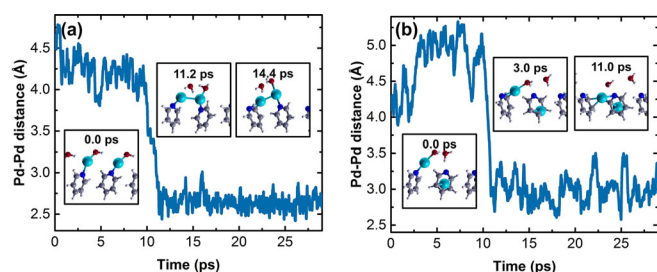 (a)
Pd-Pd distance (Å)
4.5
4.0
3.5
3.0
2.5
11.2 ps
14.4 ps
0.0 ps
0 5 10 15 20 25
Time (ps)
(b)
Pd-Pd distance (Å)
5.0
4.5
4.0
3.5
3.0
2.5
3.0 ps
11.0 ps
0.0 ps
0 5 10 15 20 25
Time (ps)